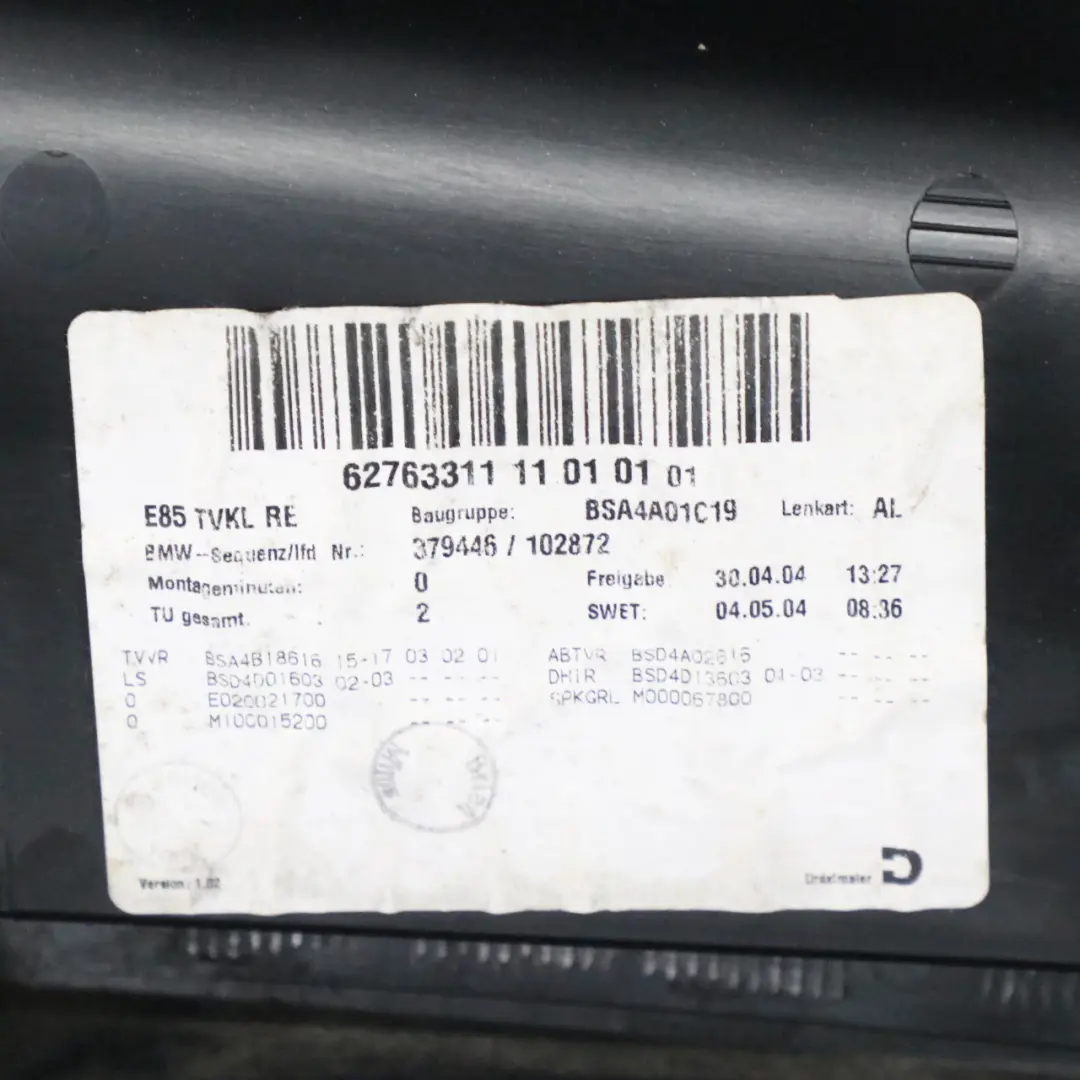 62763311 11 01 01 01
E85 TVKL RE Baugruppe: BSA4A01C19 Lenkart: AL
BMW-Sequenz/lfd Nr.: 379446 / 102872
Montageminuten: 0 Freigabe 30.04.04 13:27
TU gesamt. 2 SWET: 04.05.04 08:36
TVVR BSA4B18616 15-17 03 02 01 ABTVR BSD4A02615 -- -- -- --
LS BSD4D01603 02-03 -- -- -- -- DHIR BSD4D13603 01-03 -- -- --
0 E020021700 -- -- -- -- SPKGRL M000067800 -- -- -- --
0 M100015200 -- -- -- --
Version: 1.02 Dräxlmaier